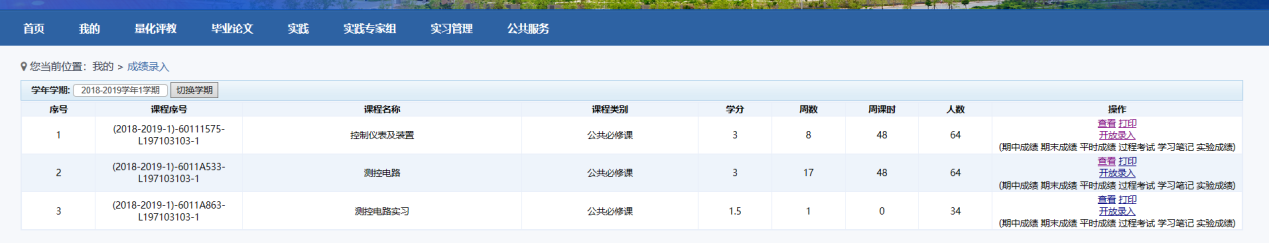 首页 我的 量化评教 毕业论文 实践 实践专家组 实习管理 公共服务
您当前位置：我的 > 成绩录入
学年学期: 2018-2019学年1学期 切换学期
序号 课程序号 课程名称 课程类别 学分 周数 周课时 人数 操作
1 (2018-2019-1)-60111575-L197103103-1 控制仪表及装置 公共必修课 3 8 48 64 查看 打印
开放录入
(期中成绩 期末成绩 平时成绩 过程考试 学习笔记 实验成绩)
2 (2018-2019-1)-6011A533-L197103103-1 测控电路 公共必修课 3 17 48 64 查看 打印
开放录入
(期中成绩 期末成绩 平时成绩 过程考试 学习笔记 实验成绩)
3 (2018-2019-1)-6011A863-L197103103-1 测控电路实习 公共必修课 1.5 1 0 34 查看 打印
开放录入
(期中成绩 期末成绩 平时成绩 过程考试 学习笔记 实验成绩)